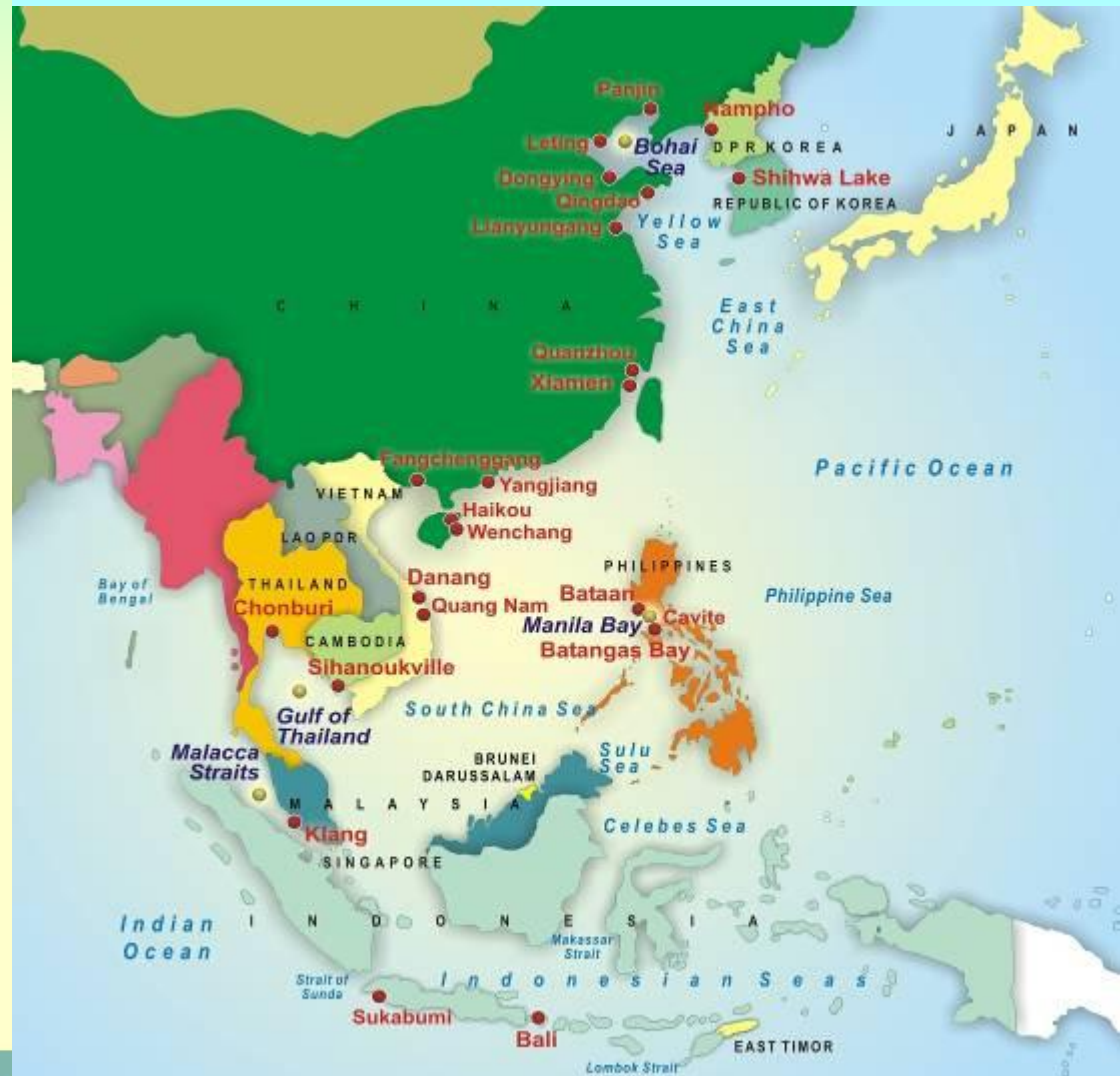 Panjin
Nampho
J A P A N
Leting
Bohai
Sea
DPR KOREA
Dongying
Shihwa Lake
Qingdao
REPUBLIC OF KOREA
Lianyungang
Yellow
Sea
C H I N A
East
China
Sea
Quanzhou
Xiamen
Pacific Ocean
Fangchenggang
VIETNAM
Yangjiang
Haikou
Wenchang
LAO PDR
PHILIPPINES
Bay of
Bengal
THAILAND
Danang
Bataan
Philippine Sea
Chonburi
Quang Nam
Manila Bay
Cavite
CAMBODIA
Batangas Bay
Sihanoukville
South China Sea
Gulf of
Thailand
Malacca
Straits
BRUNEI
DARUSSALAM
Sulu
Sea
M A L A Y S I A
Celebes Sea
Klang
SINGAPORE
Indian
Ocean
I N D O N E S I A
Makassar
Strait
Strait of
Sunda
Indonesian Seas
Sukabumi
Bali
EAST TIMOR
Lombok Strait